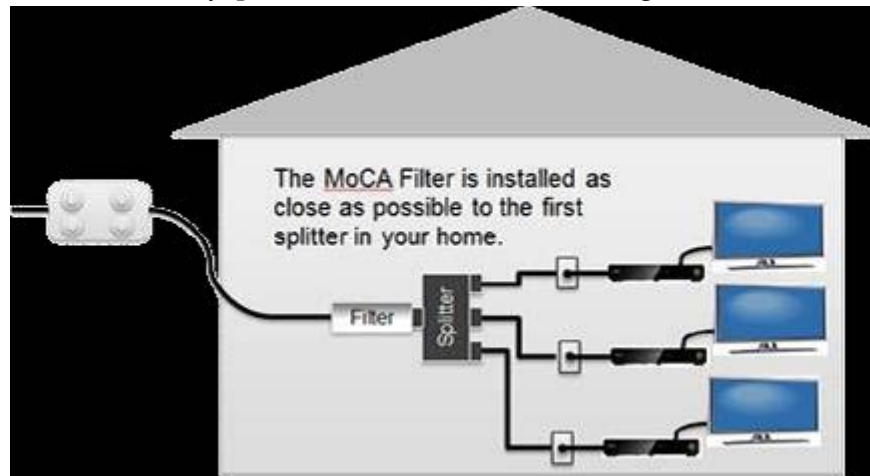 The MoCA Filter is installed as
close as possible to the first
splitter in your home.
Filter
Splitter